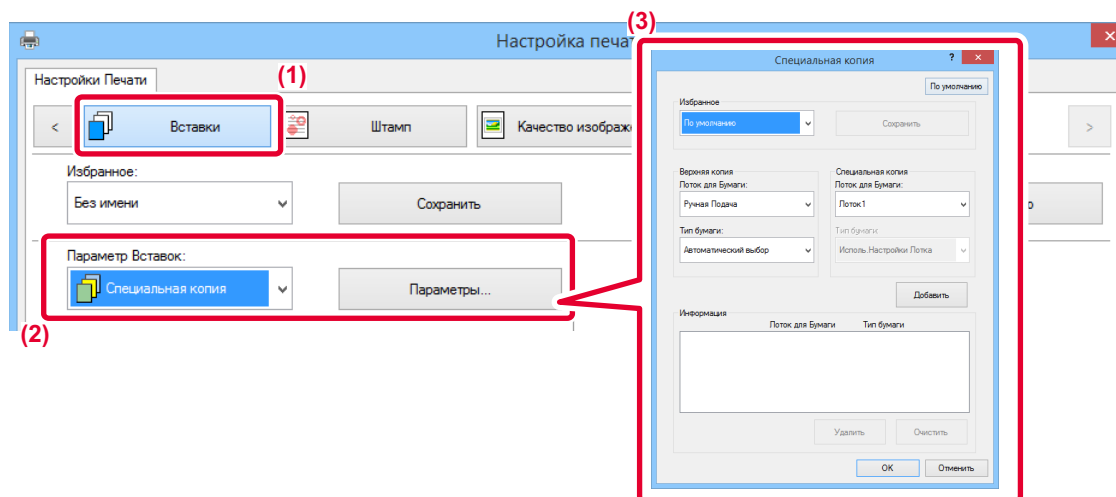 (3)
Настройка печат
Настройки Печати
(1)
<
Вставки
Штамп
Качество изображ
>
Избранное:
Без имени
Сохранить
Параметр Вставок:
Специальная копия
Параметры...
(2)
Специальная копия
?
По умолчанию
Избранное
По умолчанию
Сохранить
Верхняя копия
Специальная копия
Лоток для Бумаги:
Лоток для Бумаги:
Ручная Подача
Лоток1
Тип бумаги:
Тип бумаги:
Автоматический выбор
Исполь.Настройки Лотка
Добавить
Информация
Лоток для Бумаги
Тип бумаги
Удалить
Очистить
OK
Отменить